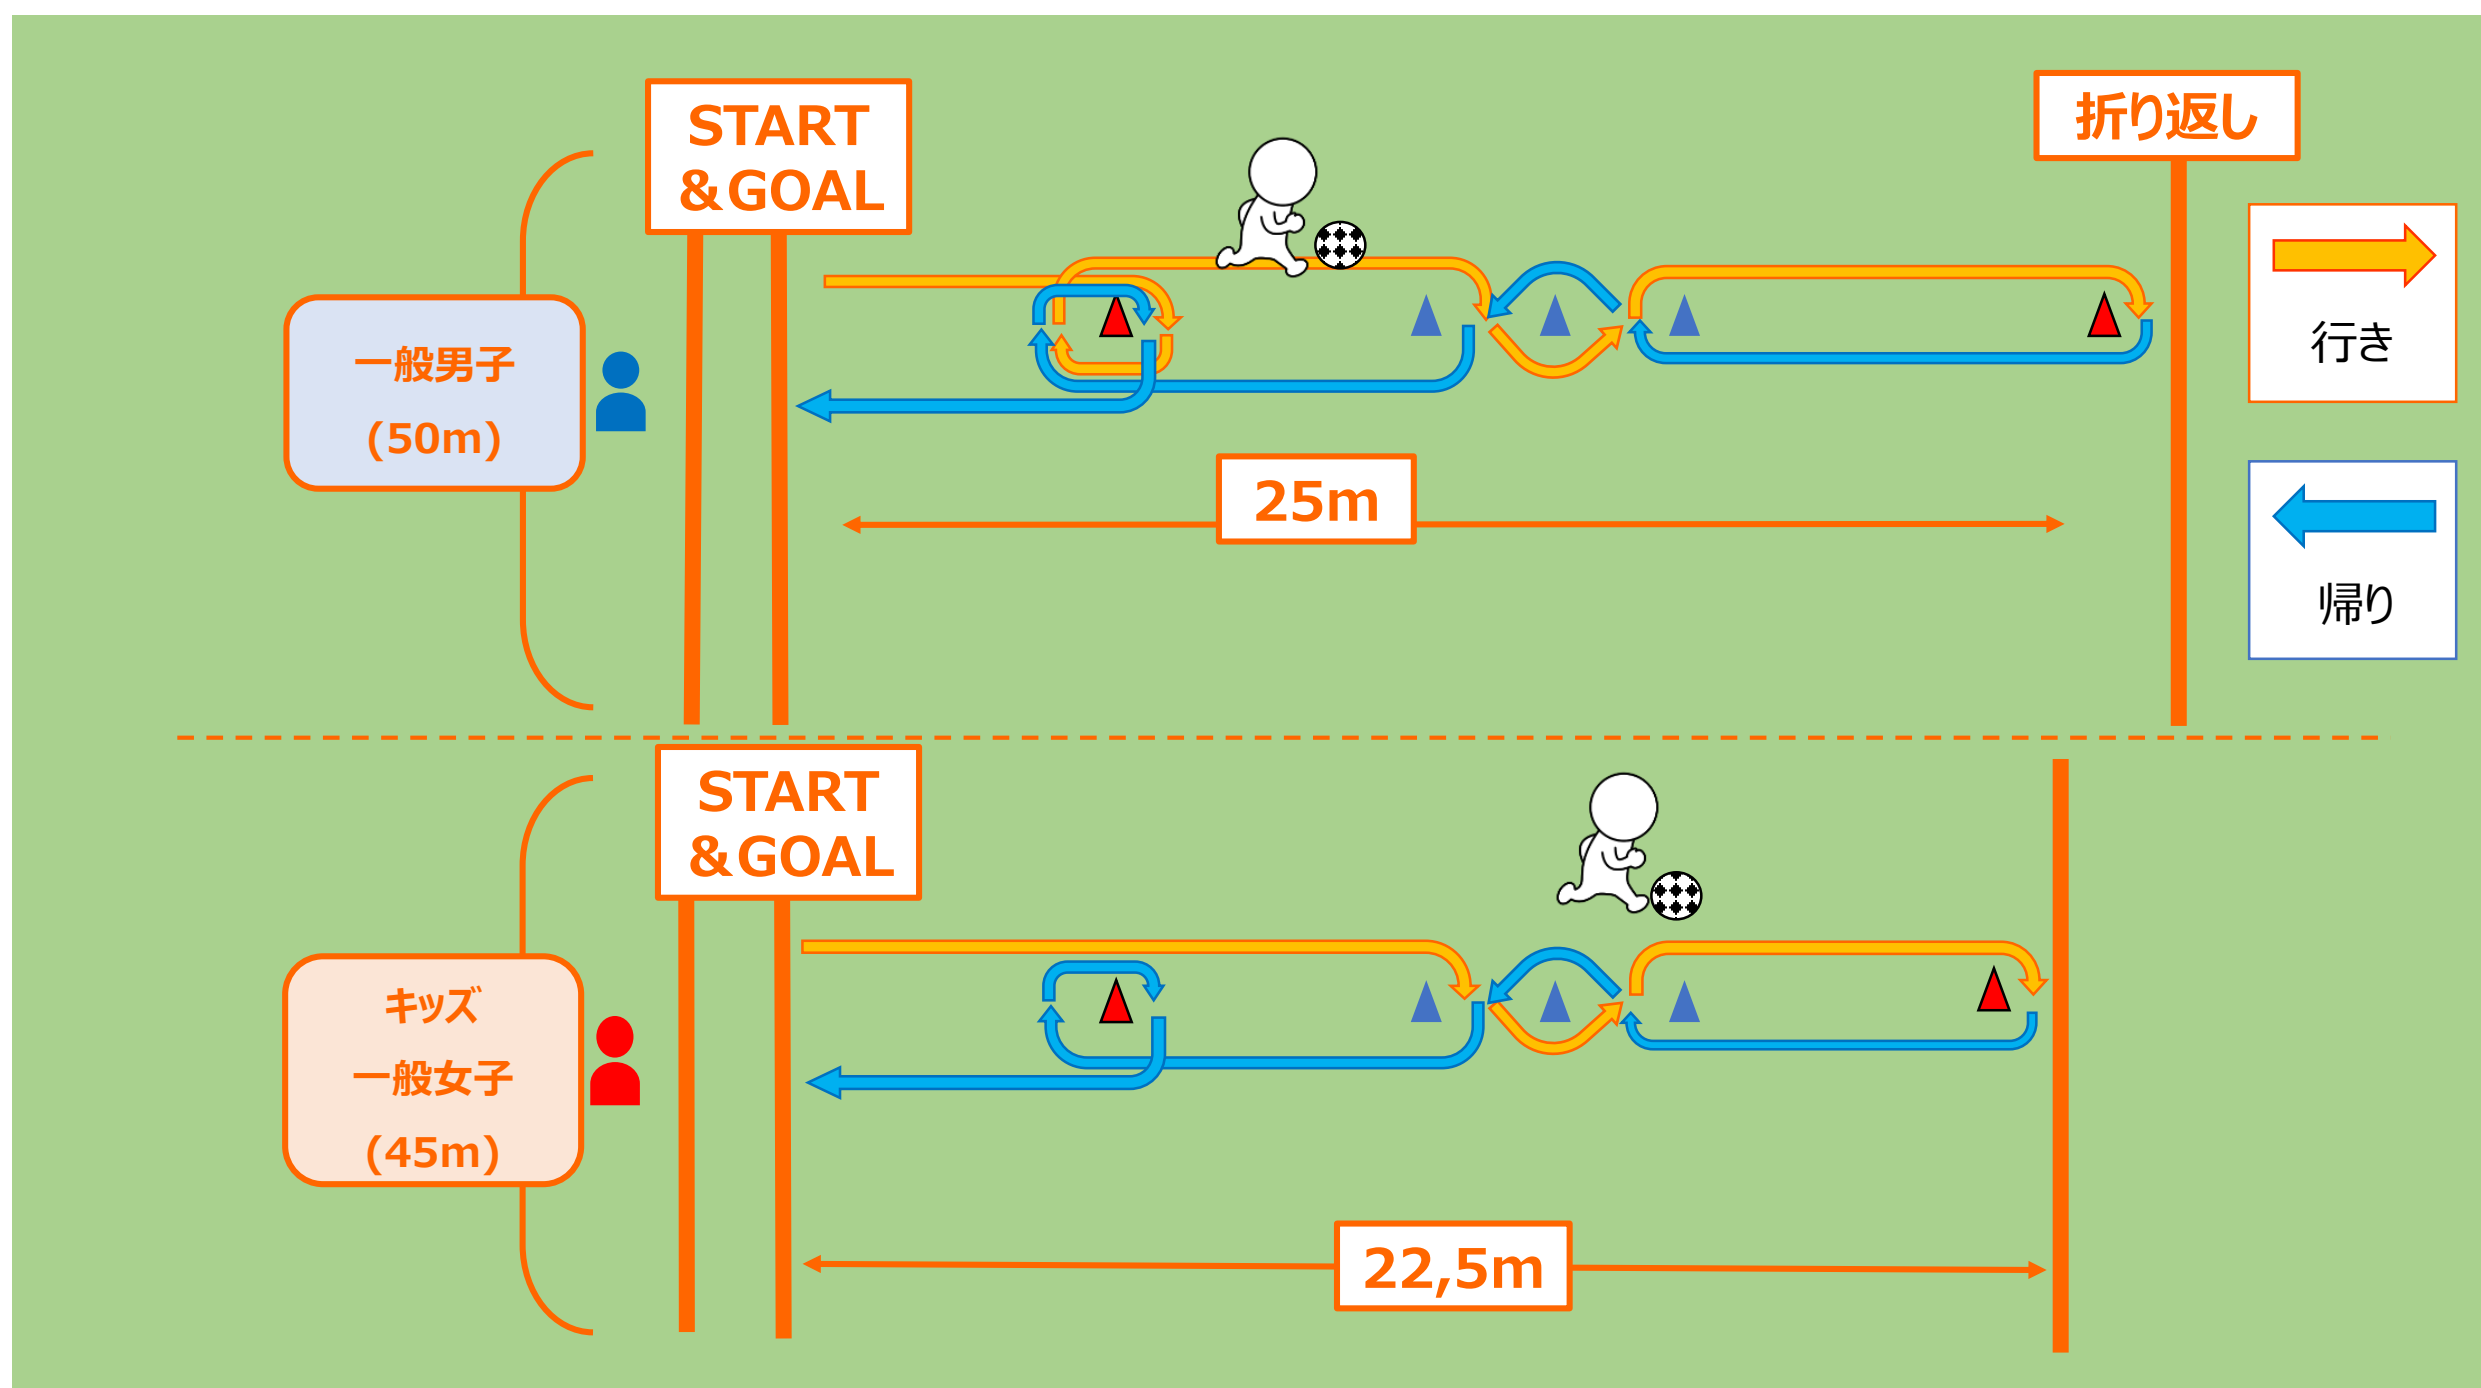 START
&GOAL
折り返し
行き
一般男子
(50m)
25m
帰り
START
&GOAL
キッズ
一般女子
(45m)
22,5m